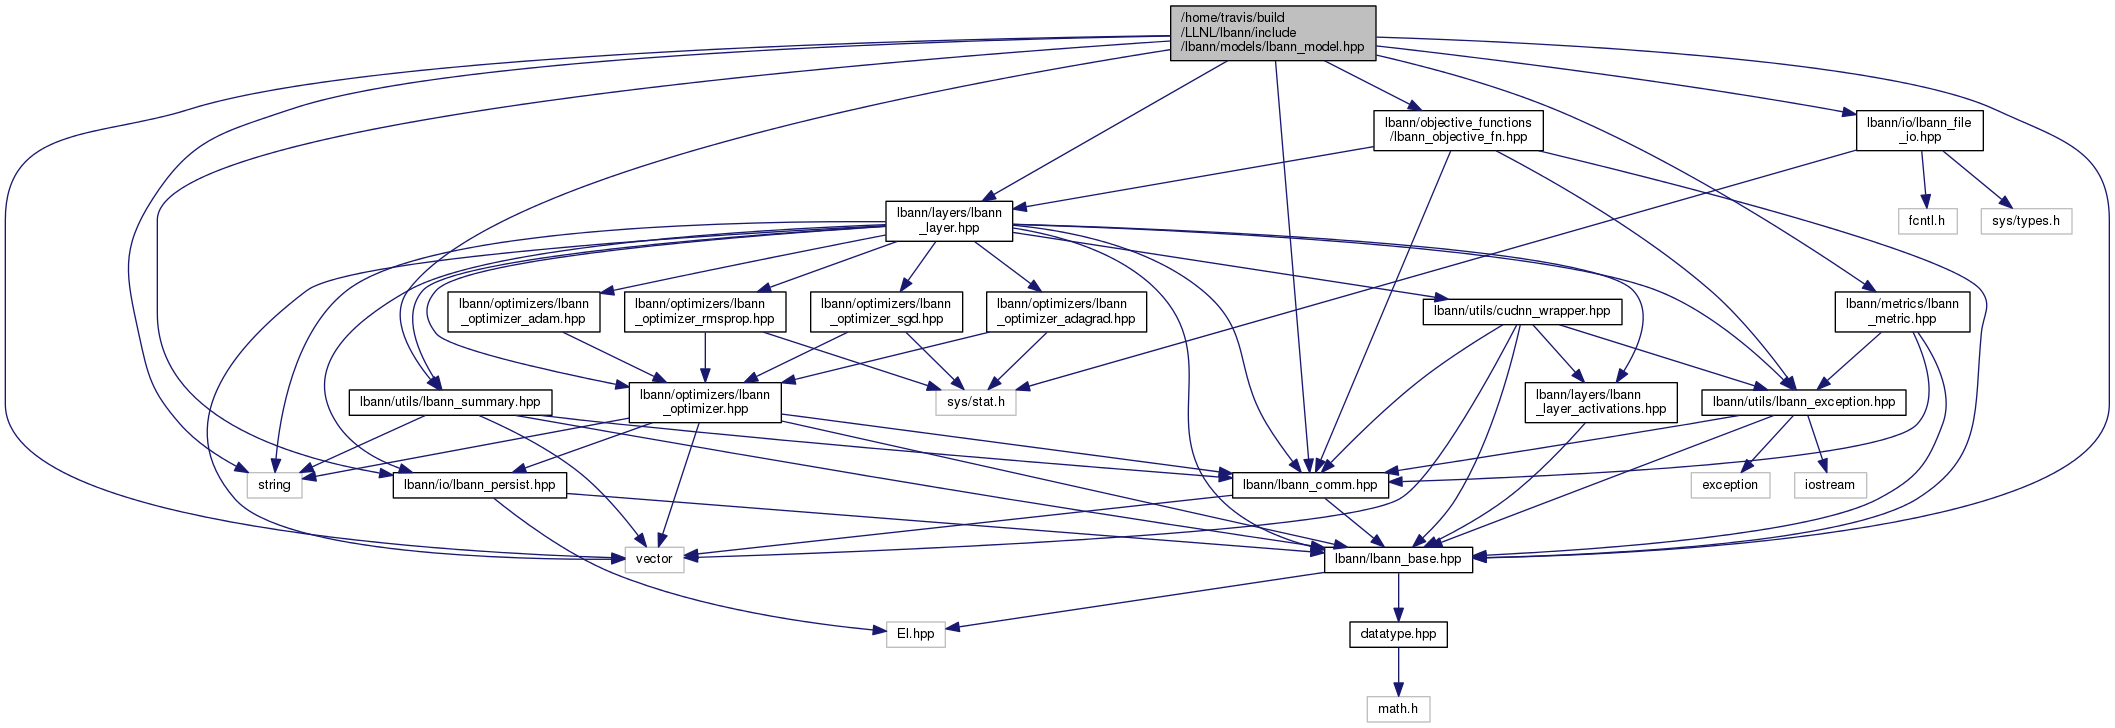 /home/travis/build
/LLNL/lbann/include
/lbann/models/lbann_model.hpp
lbann/objective_functions
/lbann_objective_fn.hpp
lbann/io/lbann_file
_io.hpp
lbann/layers/lbann
_layer.hpp
fcntl.h
sys/types.h
lbann/optimizers/lbann
_optimizer_adam.hpp
lbann/optimizers/lbann
_optimizer_rmsprop.hpp
lbann/optimizers/lbann
_optimizer_sgd.hpp
lbann/optimizers/lbann
_optimizer_adagrad.hpp
lbann/utils/cudnn_wrapper.hpp
lbann/metrics/lbann
_metric.hpp
lbann/utils/lbann_summary.hpp
lbann/optimizers/lbann
_optimizer.hpp
sys/stat.h
lbann/layers/lbann
_layer_activations.hpp
lbann/utils/lbann_exception.hpp
string
lbann/io/lbann_persist.hpp
lbann/lbann_comm.hpp
exception
iostream
vector
lbann/lbann_base.hpp
El.hpp
datatype.hpp
math.h